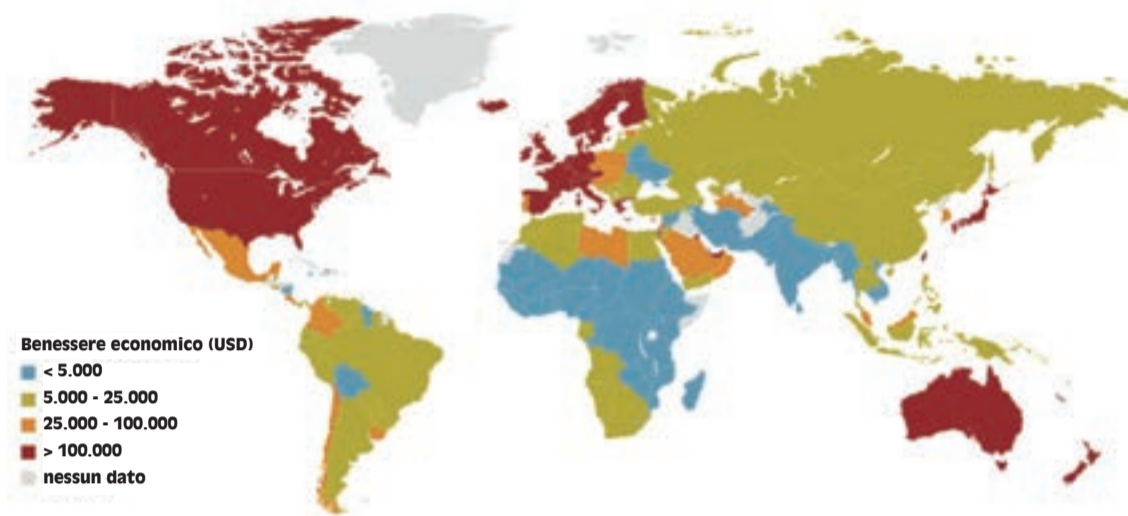 Benessere economico (USD)
< 5.000
5.000 - 25.000
25.000 - 100.000
> 100.000
nessun dato